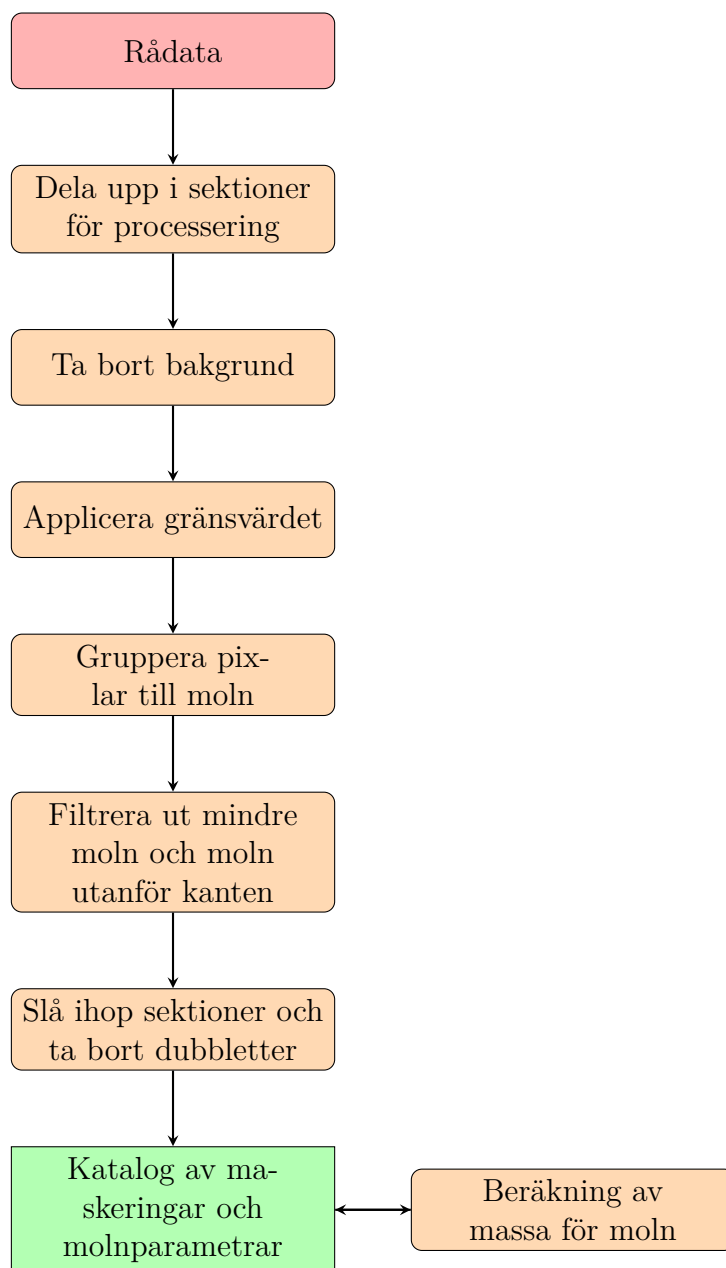 Rådata
Dela upp i sektioner
för processering
Ta bort bakgrund
Applicera gränsvärdet
Gruppera pix-
lar till moln
Filtrera ut mindre
moln och moln
utanför kanten
Slå ihop sektioner och
ta bort dubbletter
Katalog av ma-
skeringar och
molnparametrar
Beräkning av
massa för moln